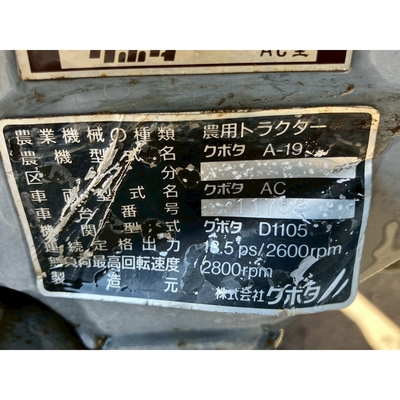 クボタ
AC型
農業機械の種類 農用トラクター
農機型式名 クボタ A-19
区分
車両型式名 クボタ AC
車台番号
機関型式 クボタ D1105
連続定格出力 18.5ps/2600rpm
無負荷最高回転速度 2800rpm
製造元 株式会社クボタ